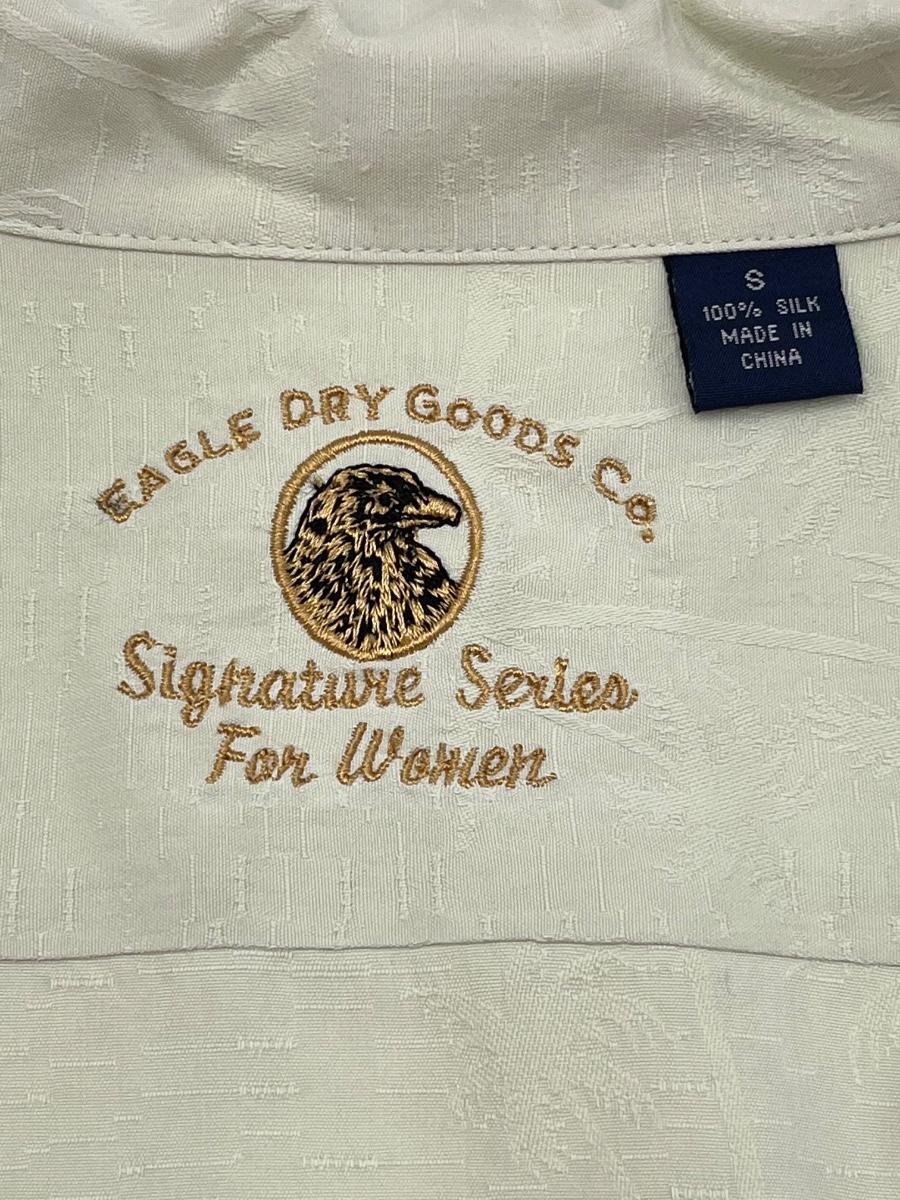 S
100% SILK
MADE IN
CHINA
EAGLE DRY GOODS Co.
Signature Series
For Women